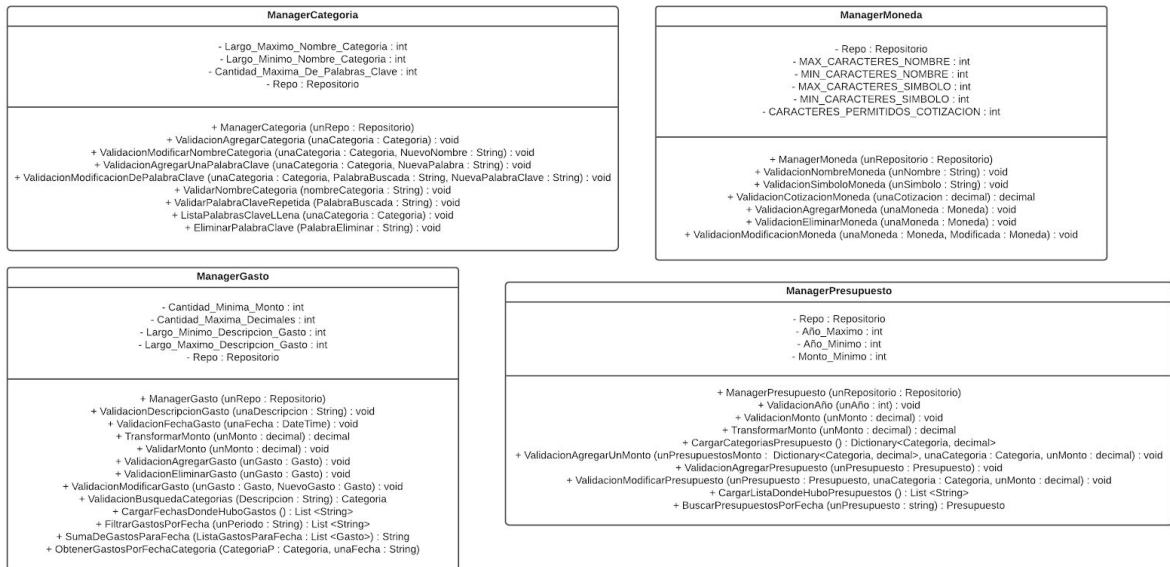 ManagerCategoria
- Largo_Maximo_Nombre_Categoria : int
- Largo_Minimo_Nombre_Categoria : int
- Cantidad_Maxima_De_Palabras_Clave : int
- Repo : Repositorio
+ ManagerCategoria (unRepo : Repositorio)
+ ValidacionAgregarCategoria (unaCategoria : Categoria) : void
+ ValidacionModificarNombreCategoria (unaCategoria : Categoria, NuevoNombre : String) : void
+ ValidacionAgregarUnaPalabraClave (unaCategoria : Categoria, NuevaPalabra : String) : void
+ ValidacionModificacionDePalabraClave (unaCategoria : Categoria, PalabraBuscada : String, NuevaPalabraClave : String) : void
+ ValidarNombreCategoria (nombreCategoria : String) : void
+ ValidarPalabraClaveRepetida (PalabraBuscada : String) : void
+ ListaPalabrasClaveLLena (unaCategoria : Categoria) : void
+ EliminarPalabraClave (PalabraEliminar : String) : void
ManagerMoneda
- Repo : Repositorio
- MAX_CARACTERES_NOMBRE : int
- MIN_CARACTERES_NOMBRE : int
- MAX_CARACTERES_SIMBOLO : int
- MIN_CARACTERES_SIMBOLO : int
- CARACTERES_PERMITIDOS_COTIZACION : int
+ ManagerMoneda (unRepositorio : Repositorio)
+ ValidacionNombreMoneda (unNombre : String) : void
+ ValidacionSimboloMoneda (unSimbolo : String) : void
+ ValidacionCotizacionMoneda (unaCotizacion : decimal) : decimal
+ ValidacionAgregarMoneda (unaMoneda : Moneda) : void
+ ValidacionEliminarMoneda (unaMoneda : Moneda) : void
+ ValidacionModificacionMoneda (unaMoneda : Moneda, Modificada : Moneda) : void
ManagerGasto
- Cantidad_Minima_Monto : int
- Cantidad_Maxima_Decimales : int
- Largo_Minimo_Descripcion_Gasto : int
- Largo_Maximo_Descripcion_Gasto : int
- Repo : Repositorio
+ ManagerGasto (unRepo : Repositorio)
+ ValidacionDescripcionGasto (unaDescripcion : String) : void
+ ValidacionFechaGasto (unaFecha : DateTime) : void
+ TransformarMonto (unMonto : decimal) : decimal
+ ValidarMonto (unMonto : decimal) : void
+ ValidacionAgregarGasto (unGasto : Gasto) : void
+ ValidacionEliminarGasto (unGasto : Gasto) : void
+ ValidacionModificarGasto (unGasto : Gasto, NuevoGasto : Gasto) : void
+ ValidacionBusquedaCategorias (Descripcion : String) : Categoria
+ CargarFechasDondeHuboGastos () : List <String>
+ FiltrarGastosPorFecha (unPeriodo : String) : List <String>
+ SumaDeGastosParaFecha (ListaGastosParaFecha : List <Gasto>) : String
+ ObtenerGastosPorFechaCategoria (CategoriaP : Categoria, unaFecha : String)
ManagerPresupuesto
- Repo : Repositorio
- Año_Maximo : int
- Año_Minimo : int
- Monto_Minimo : int
+ ManagerPresupuesto (unRepositorio : Repositorio)
+ ValidacionAño (unAño : int) : void
+ ValidacionMonto (unMonto : decimal) : void
+ TransformarMonto (unMonto : decimal) : decimal
+ CargarCategoriasPresupuesto () : Dictionary<Categoria, decimal>
+ ValidacionAgregarUnMonto (unPresupuestosMonto : Dictionary<Categoria, decimal>, unaCategoria : Categoria, unMonto : decimal) : void
+ ValidacionAgregarPresupuesto (unPresupuesto : Presupuesto) : void
+ ValidacionModificarPresupuesto (unPresupuesto : Presupuesto, unaCategoria : Categoria, unMonto : decimal) : void
+ CargarListaDondeHuboPresupuestos () : List <String>
+ BuscarPresupuestosPorFecha (unPresupuesto : string) : Presupuesto